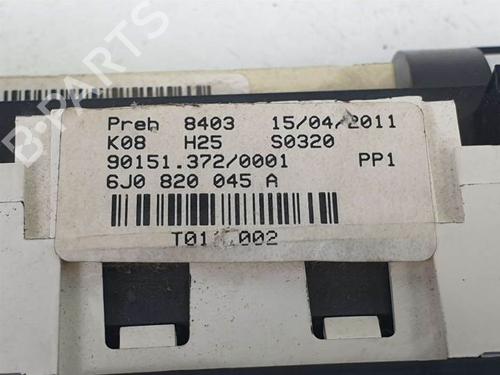 Preh 8403 15/04/2011
K08 H25 S0320
90151.372/0001 PP1
6J0 820 045 A
B-PARTS